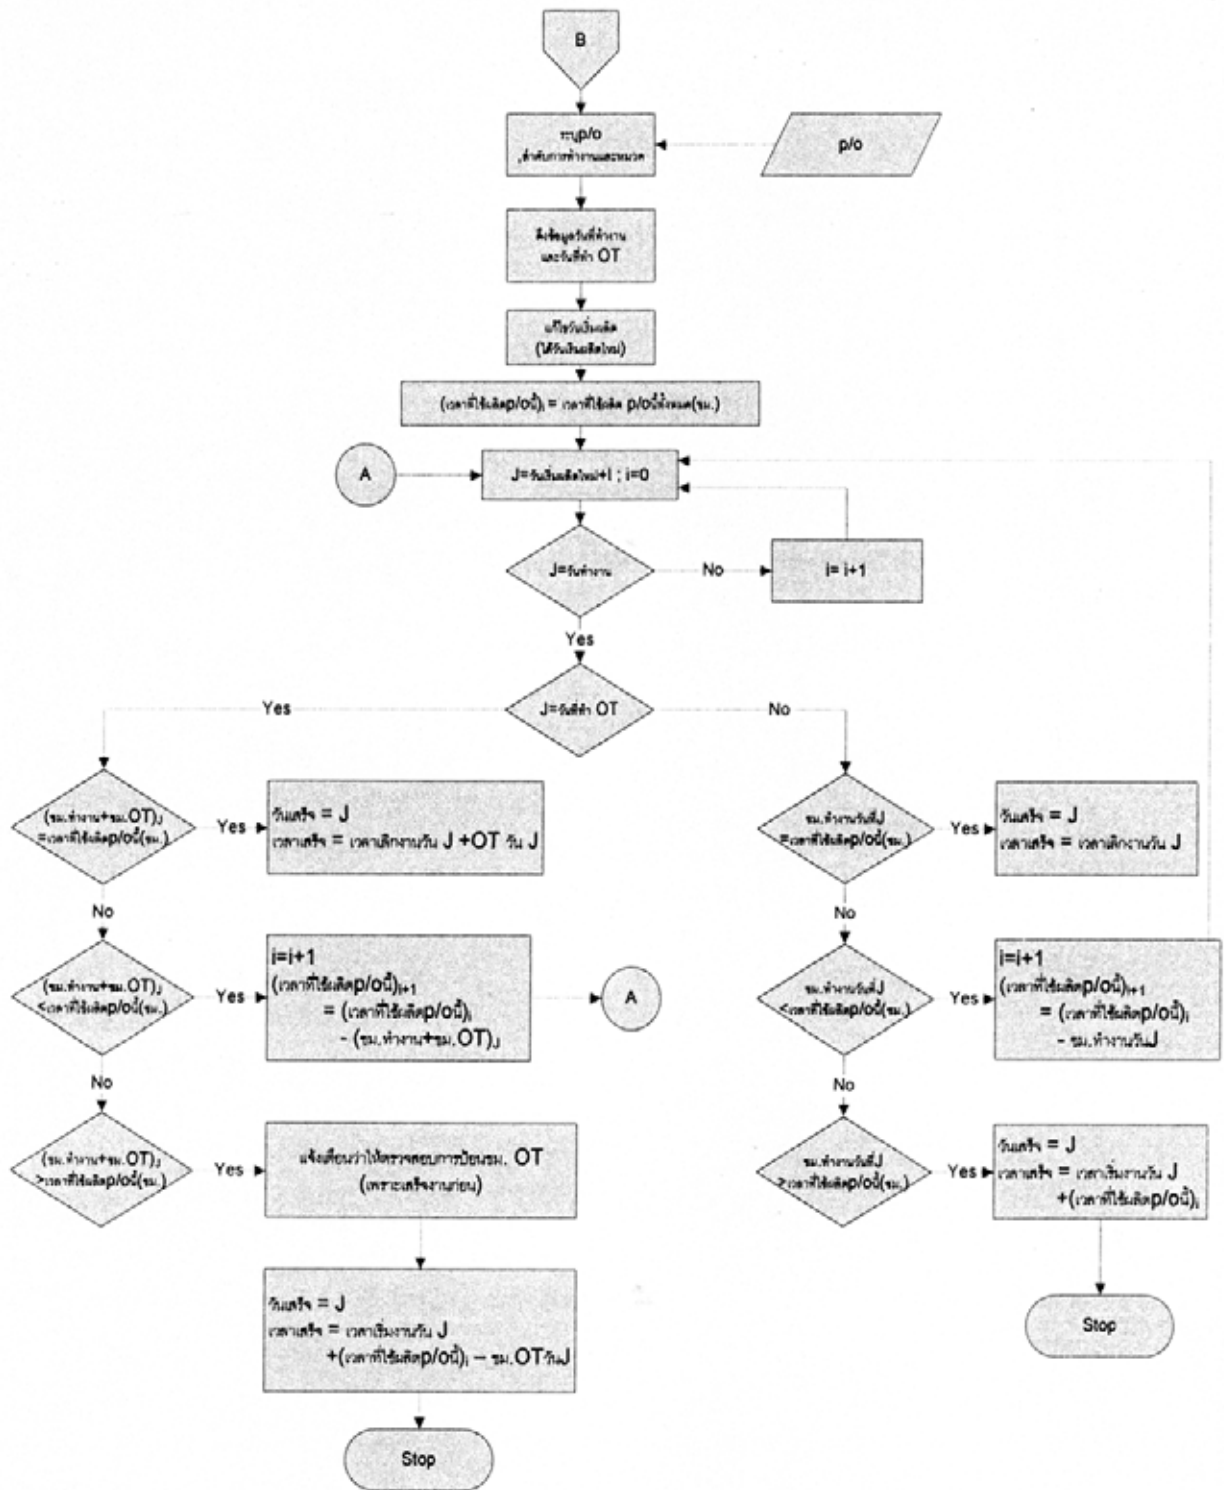 B
ระบุp/o
,ลำดับการทำงานและหมวด
p/o
ดึงข้อมูลวันที่ทำงาน
และวันที่ทำ OT
แก้ไขวันเริ่มผลิต
(ได้วันเริ่มผลิตใหม่)
(เวลาที่ใช้ผลิตp/oนี้)i = เวลาที่ใช้ผลิต p/oนี้ทั้งหมด(ชม.)
A
J=วันเริ่มผลิตใหม่+i ; i=0
J=วันทำงาน
No
i= i+1
Yes
J=วันที่ทำ OT
Yes
No
(ชม.ทำงาน+ชม.OT)J
=เวลาที่ใช้ผลิตp/oนี้(ชม.)
Yes
วันเสร็จ = J
เวลาเสร็จ = เวลาเลิกงานวัน J +OT วัน J
ชม.ทำงานวันที่J
=เวลาที่ใช้ผลิตp/oนี้(ชม.)
Yes
วันเสร็จ = J
เวลาเสร็จ = เวลาเลิกงานวัน J
No
No
(ชม.ทำงาน+ชม.OT)J
<เวลาที่ใช้ผลิตp/oนี้(ชม.)
Yes
i=i+1
(เวลาที่ใช้ผลิตp/oนี้)i+1
= (เวลาที่ใช้ผลิตp/oนี้)i
- (ชม.ทำงาน+ชม.OT)J
A
ชม.ทำงานวันที่J
<เวลาที่ใช้ผลิตp/oนี้(ชม.)
Yes
i=i+1
(เวลาที่ใช้ผลิตp/oนี้)i+1
= (เวลาที่ใช้ผลิตp/oนี้)i
- ชม.ทำงานวันJ
No
No
(ชม.ทำงาน+ชม.OT)J
>เวลาที่ใช้ผลิตp/oนี้(ชม.)
Yes
แจ้งเตือนว่าให้ตรวจสอบการป้อนชม. OT
(เพราะเสร็จงานก่อน)
ชม.ทำงานวันที่J
>เวลาที่ใช้ผลิตp/oนี้(ชม.)
Yes
วันเสร็จ = J
เวลาเสร็จ = เวลาเริ่มงานวัน J
+(เวลาที่ใช้ผลิตp/oนี้)i
วันเสร็จ = J
เวลาเสร็จ = เวลาเริ่มงานวัน J
+(เวลาที่ใช้ผลิตp/oนี้)i – ชม.OTวันJ
Stop
Stop